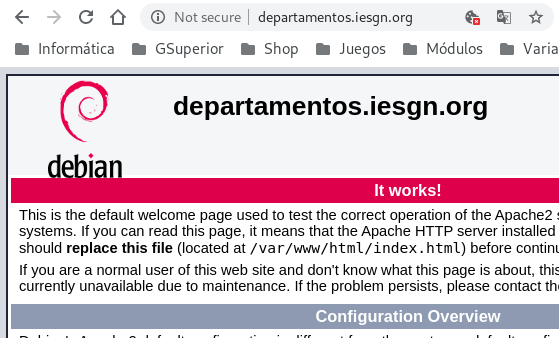 Not secure | departamentos.iesgn.org
Informática GSuperior Shop Juegos Módulos Varia
debian
departamentos.iesgn.org
It works!
This is the default welcome page used to test the correct operation of the Apache2 s
systems. If you can read this page, it means that the Apache HTTP server installed
should replace this file (located at /var/www/html/index.html) before continu
If you are a normal user of this web site and don't know what this page is about, this
currently unavailable due to maintenance. If the problem persists, please contact the
Configuration Overview